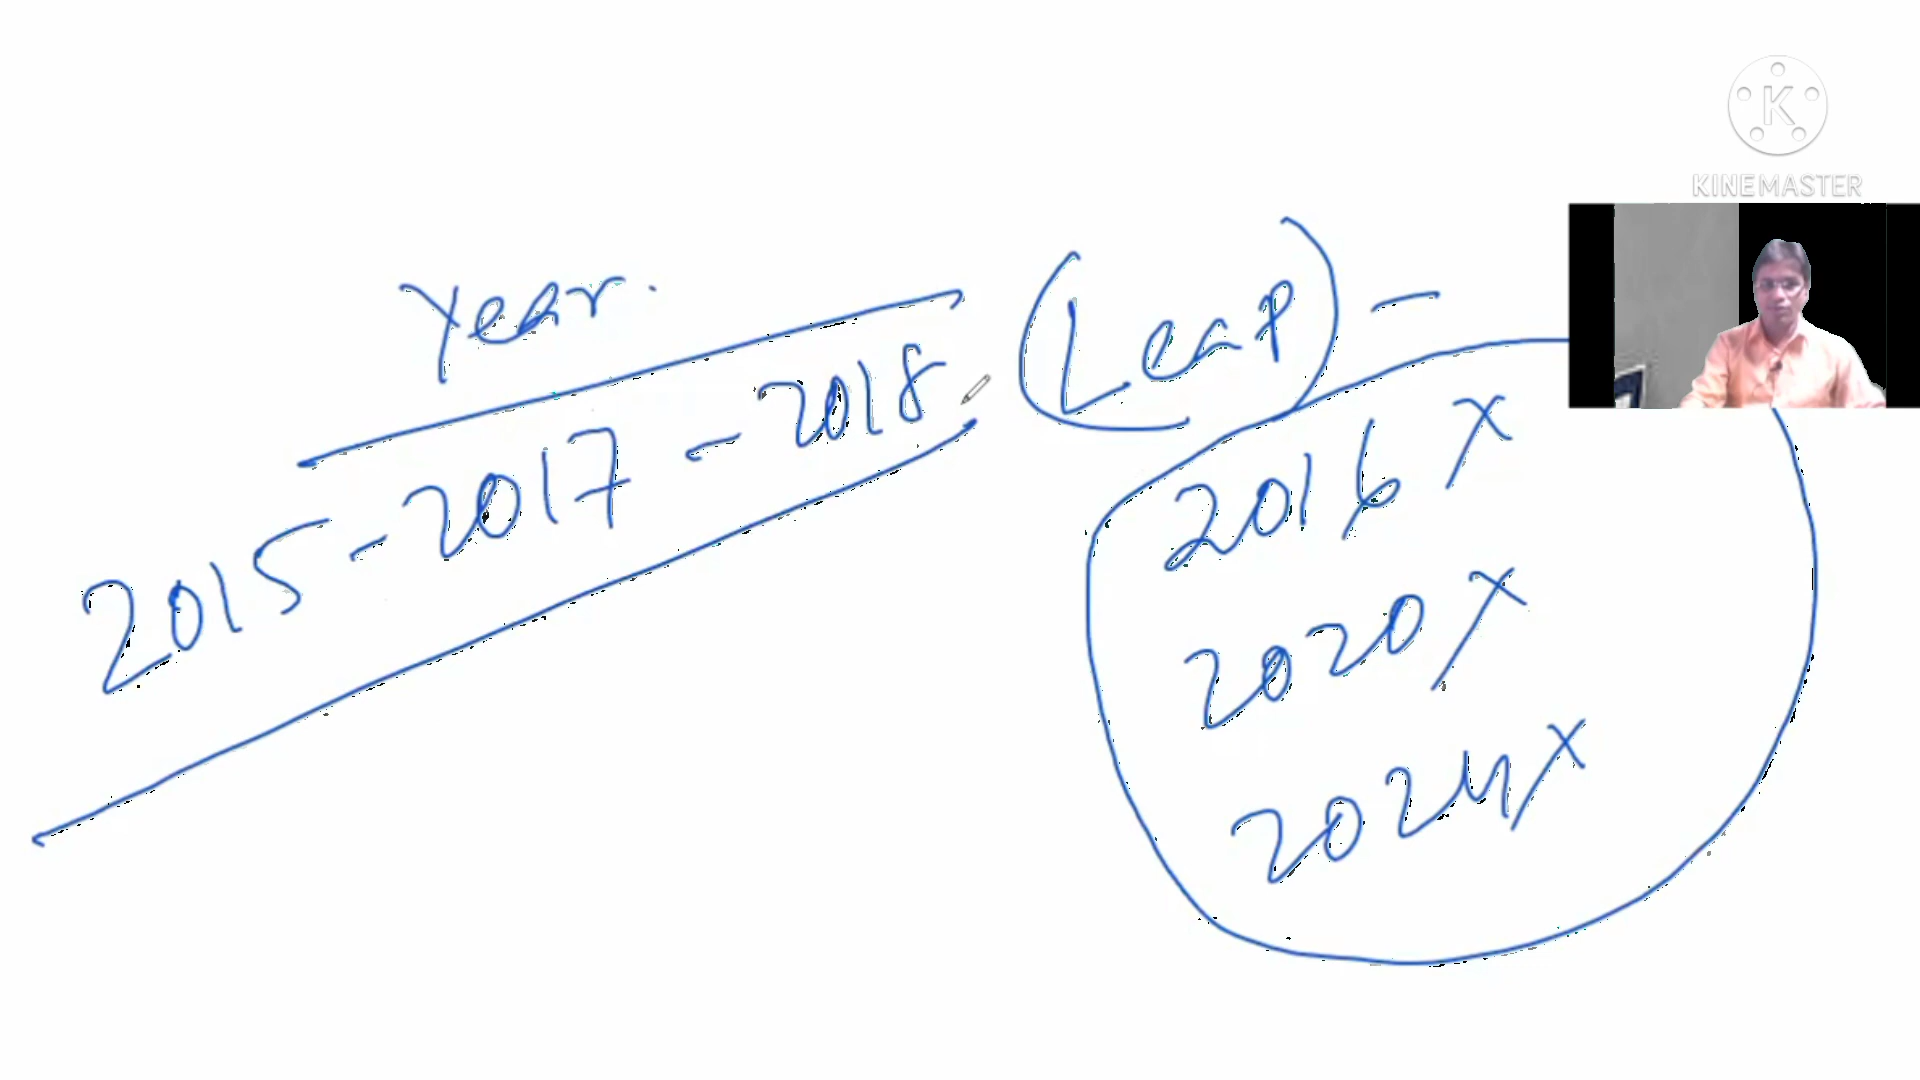 Year.
2015 - 2017 - 2018
(Leap) -
2016 x
2020 x
2024 x
K
KINEMASTER